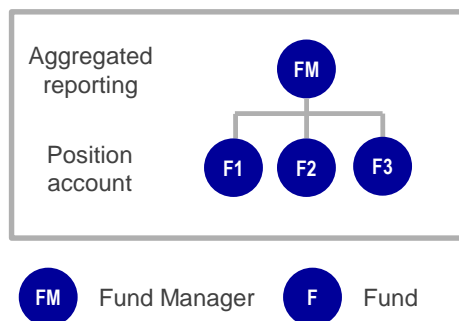 Aggregated
reporting
FM
Position
account
F1
F2
F3
FM Fund Manager
F Fund